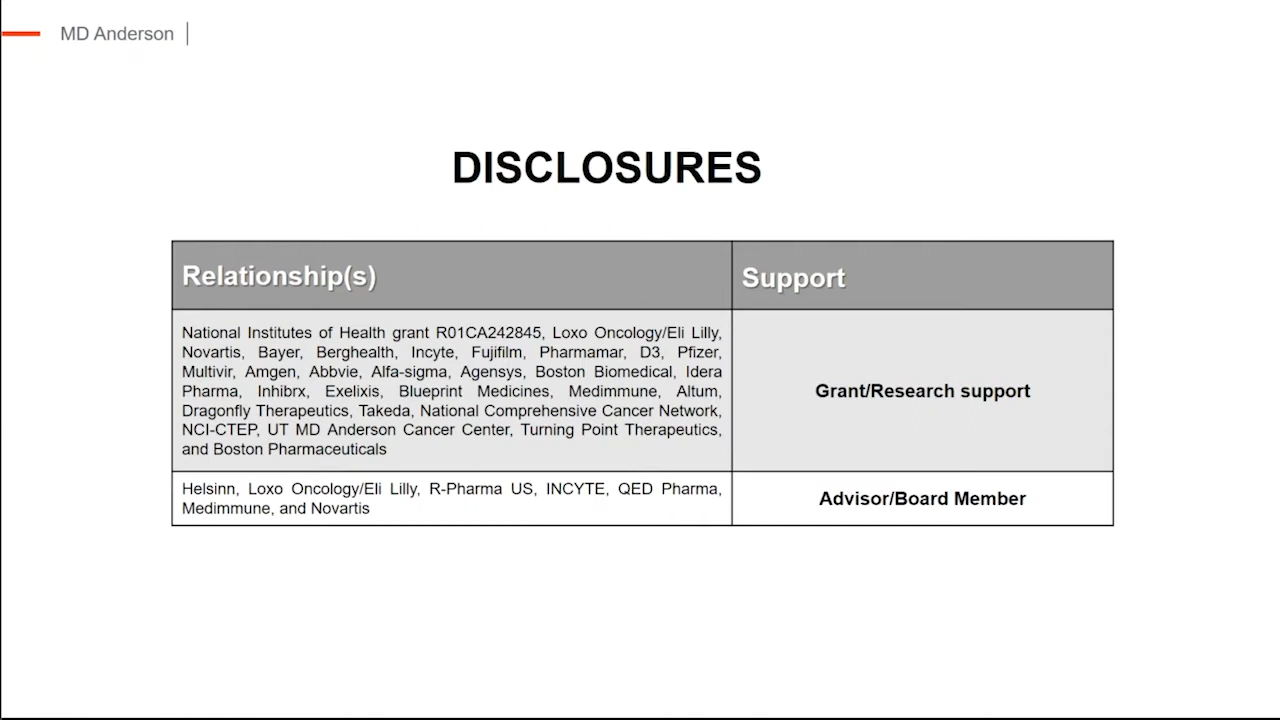 MD Anderson
DISCLOSURES
Relationship(s)
Support
National Institutes of Health grant R01CA242845, Loxo Oncology/Eli Lilly,
Novartis, Bayer, Berghealth, Incyte, Fujifilm, Pharmamar, D3, Pfizer,
Multivir, Amgen, Abbvie, Alfa-sigma, Agensys, Boston Biomedical, Idera
Pharma, Inhibrx, Exelixis, Blueprint Medicines, Medimmune, Altum,
Dragonfly Therapeutics, Takeda, National Comprehensive Cancer Network,
NCI-CTEP, UT MD Anderson Cancer Center, Turning Point Therapeutics,
and Boston Pharmaceuticals
Grant/Research support
Helsinn, Loxo Oncology/Eli Lilly, R-Pharma US, INCYTE, QED Pharma,
Medimmune, and Novartis
Advisor/Board Member